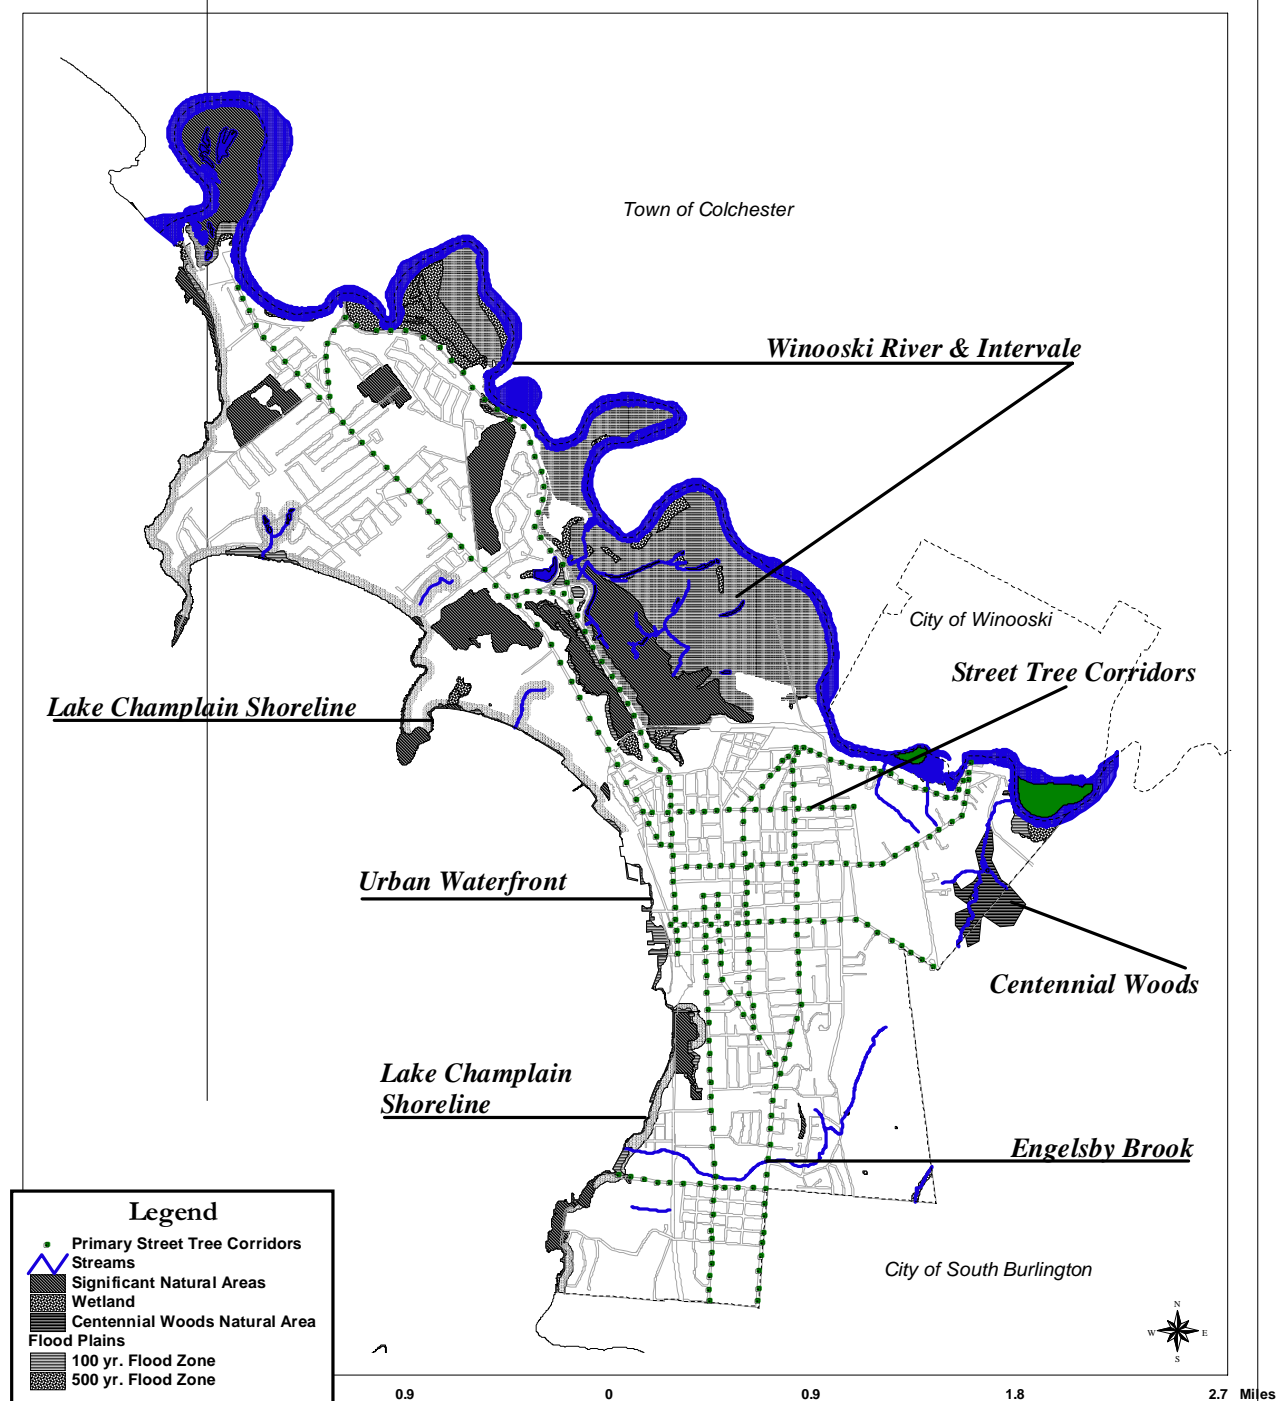 Town of Colchester
Winooski River & Intervale
City of Winooski
Street Tree Corridors
Lake Champlain Shoreline
Urban Waterfront
Centennial Woods
Lake Champlain
Shoreline
Engelsby Brook
City of South Burlington
Legend
Primary Street Tree Corridors
Streams
Significant Natural Areas
Wetland
Centennial Woods Natural Area
Flood Plains
100 yr. Flood Zone
500 yr. Flood Zone
N
W E
S
0.9 0 0.9 1.8 2.7 Miles